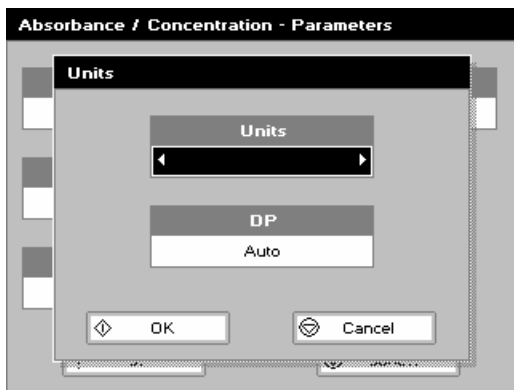 Absorbance / Concentration - Parameters
Units
Units
DP
Auto
OK
Cancel